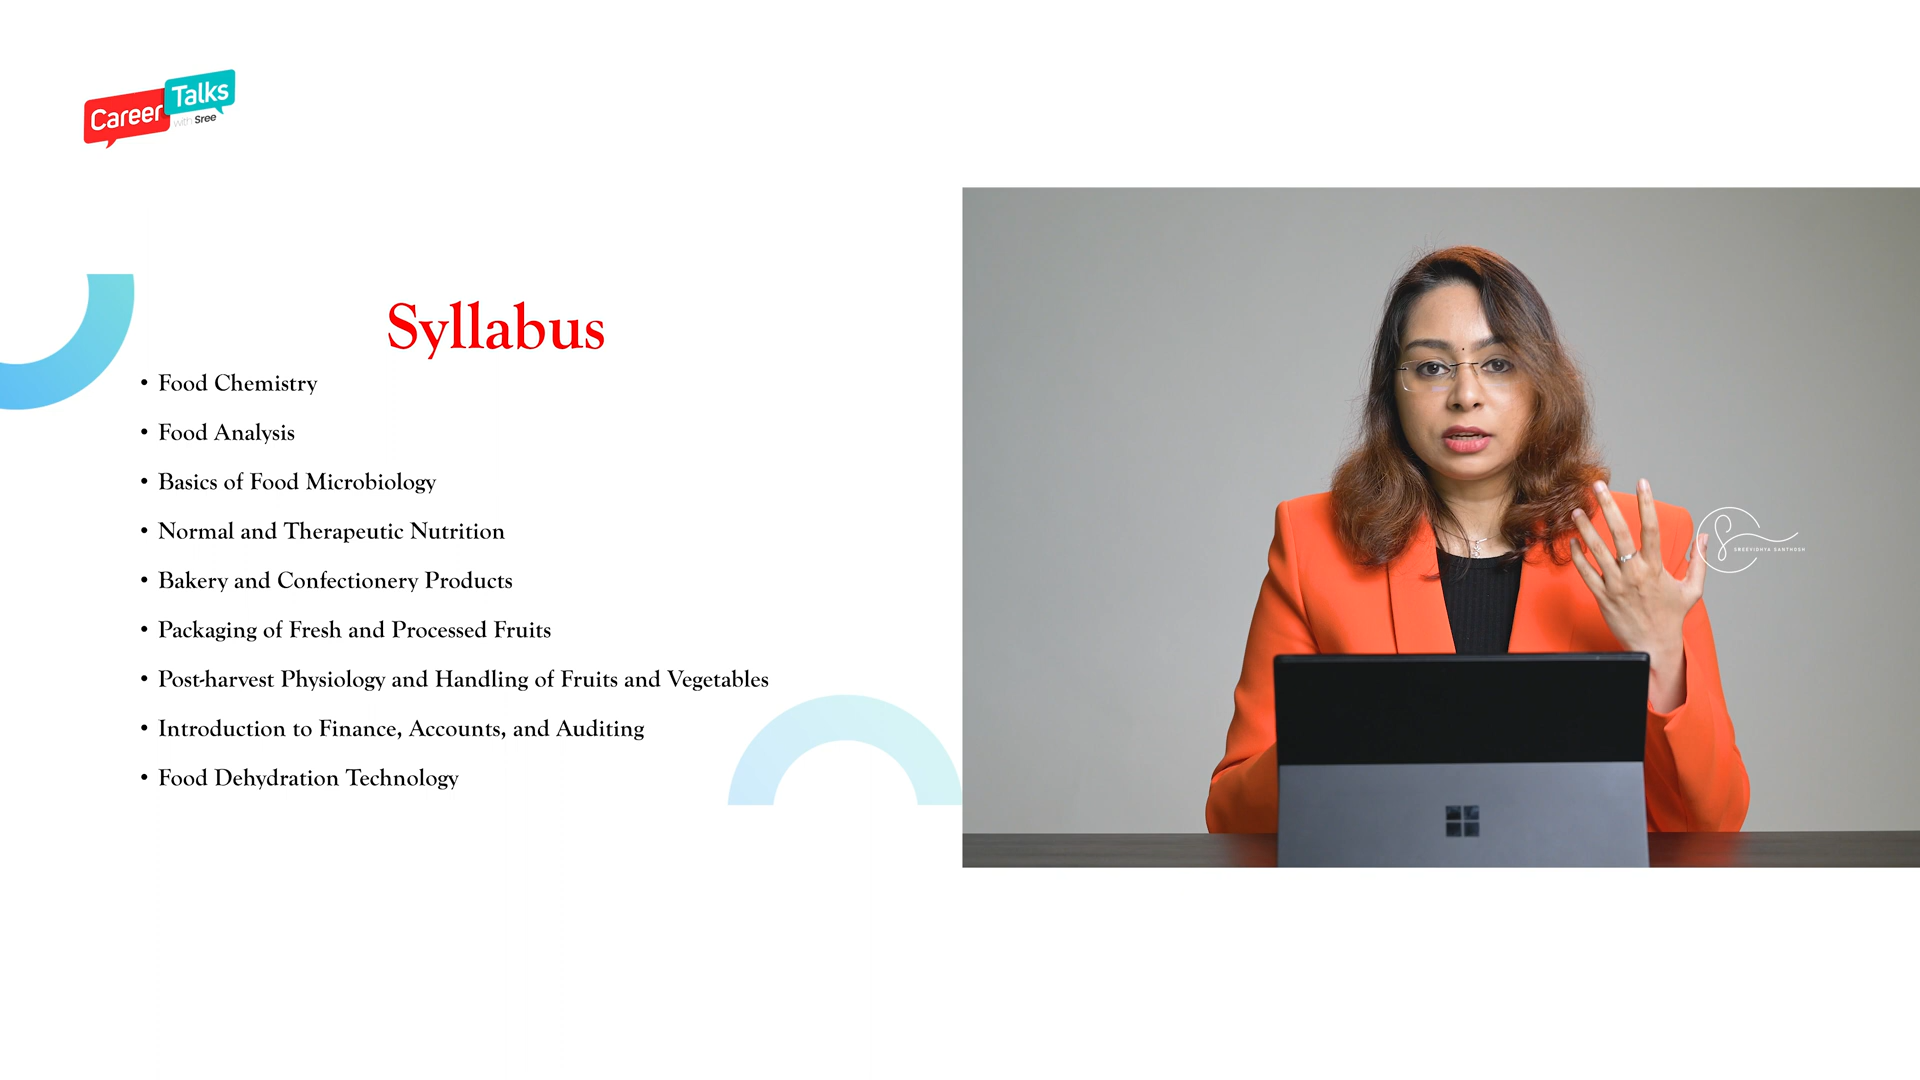 Career Talks
with Sree
Syllabus
• Food Chemistry
• Food Analysis
• Basics of Food Microbiology
• Normal and Therapeutic Nutrition
• Bakery and Confectionery Products
• Packaging of Fresh and Processed Fruits
• Post-harvest Physiology and Handling of Fruits and Vegetables
• Introduction to Finance, Accounts, and Auditing
• Food Dehydration Technology
SREEVIDHYA SANTHOSH